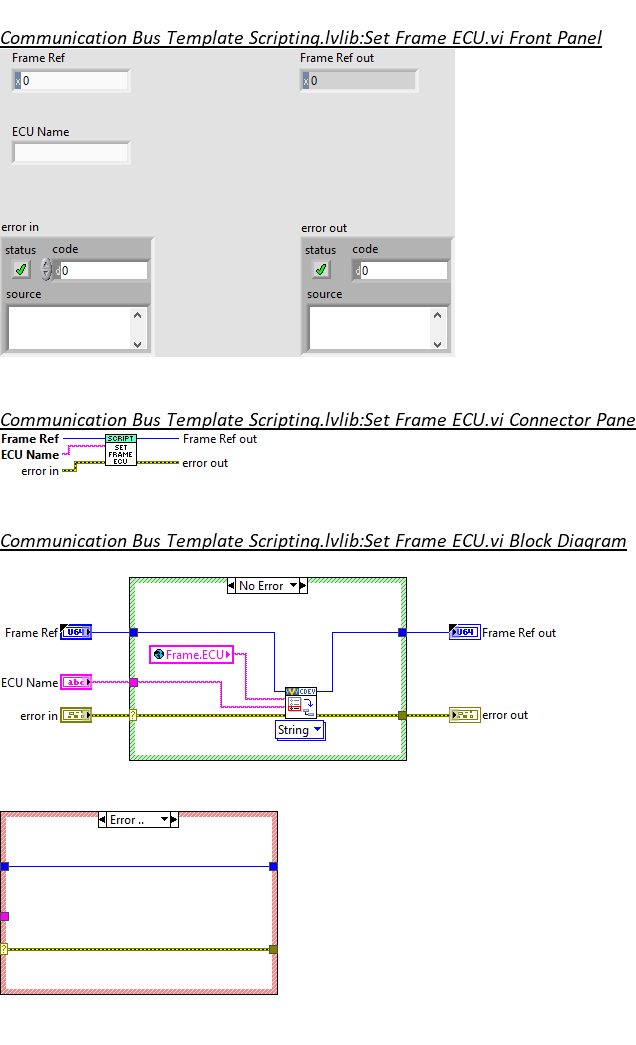 Communication Bus Template Scripting.lvlib:Set Frame ECU.vi Front Panel
Frame Ref
Frame Ref out
x 0
x 0
ECU Name
error in
error out
status code
status code
d 0
d 0
source
source
Communication Bus Template Scripting.lvlib:Set Frame ECU.vi Connector Pane
Frame Ref
SCRIPT
SET
FRAME
ECU
Frame Ref out
ECU Name
error in
error out
Communication Bus Template Scripting.lvlib:Set Frame ECU.vi Block Diagram
No Error
Frame Ref
U64
U64
Frame Ref out
Frame.ECU
ECU Name
abc
CDEV
error in
?
error out
String
Error ..
?